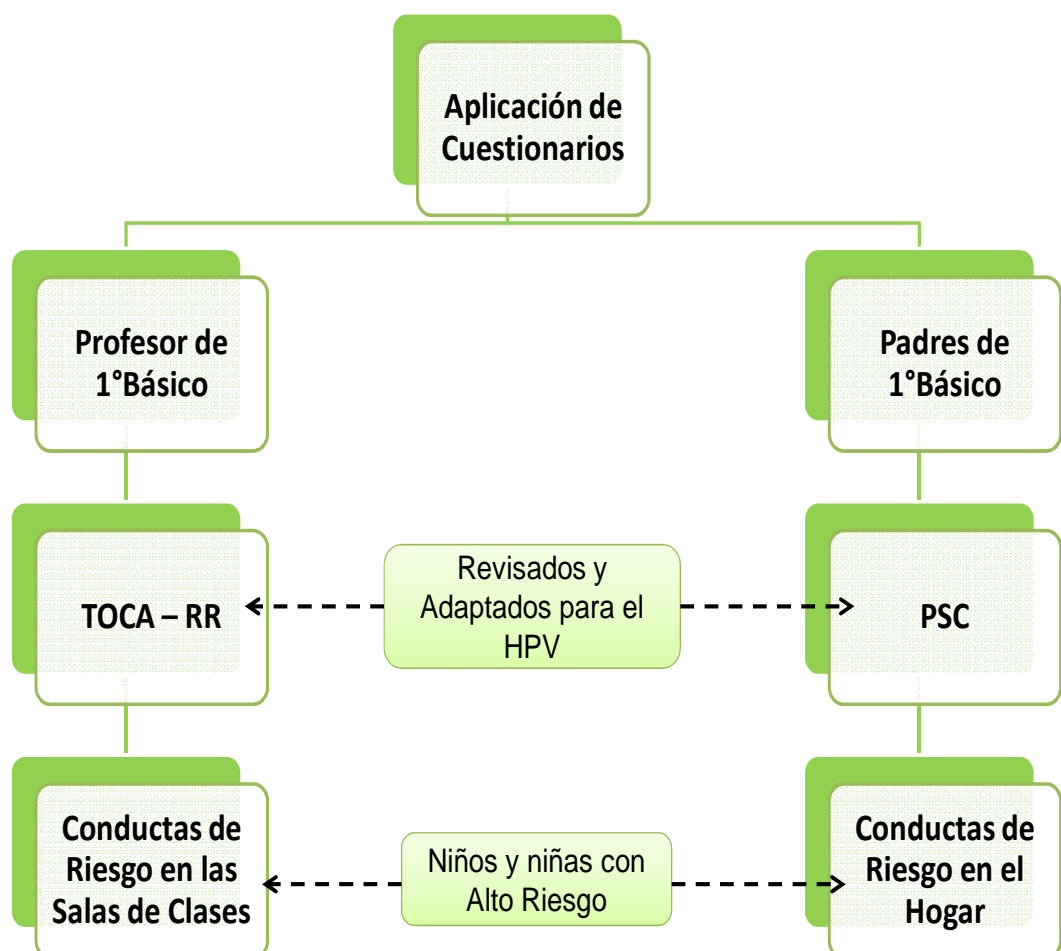 Aplicación de
Cuestionarios
Profesor de
1°Básico
Padres de
1°Básico
TOCA – RR
Revisados y
Adaptados para el
HPV
PSC
Conductas de
Riesgo en las
Salas de Clases
Niños y niñas con
Alto Riesgo
Conductas de
Riesgo en el
Hogar